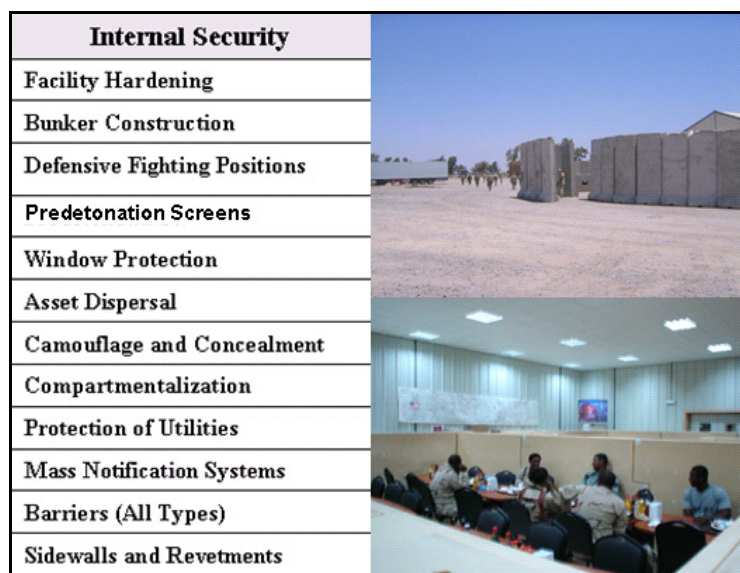 Internal Security
Facility Hardening
Bunker Construction
Defensive Fighting Positions
Predetonation Screens
Window Protection
Asset Dispersal
Camouflage and Concealment
Compartmentalization
Protection of Utilities
Mass Notification Systems
Barriers (All Types)
Sidewalls and Revetments